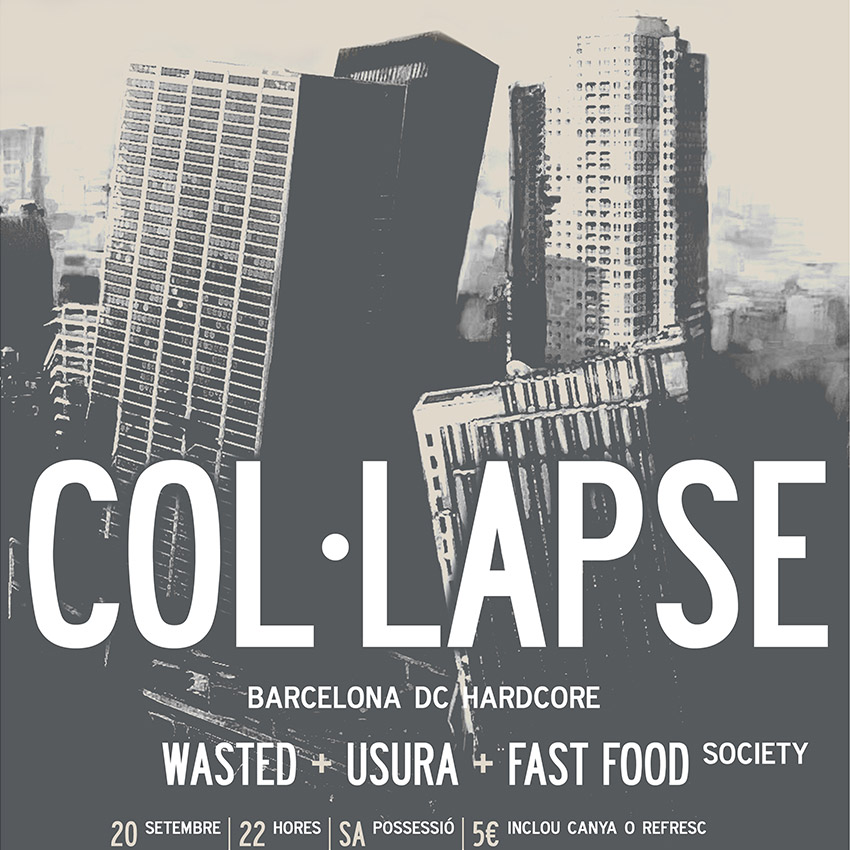 COL·LAPSE
BARCELONA DC HARDCORE
WASTED + USURA + FAST FOOD SOCIETY
20 SETEMBRE | 22 HORES | SA POSSESSIÓ | 5€ INCLOU CANYA O REFRESC